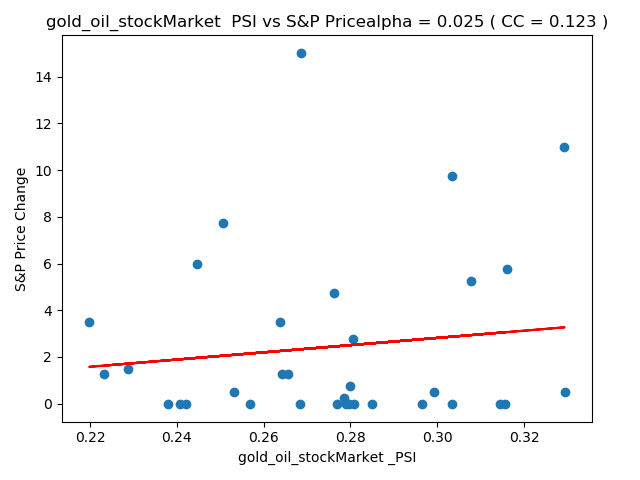 gold_oil_stockMarket  PSI vs S&P Pricealpha = 0.025 ( CC = 0.123 )
14
12
10
8
6
4
2
0
S&P Price Change
0.22 0.24 0.26 0.28 0.30 0.32
gold_oil_stockMarket _PSI